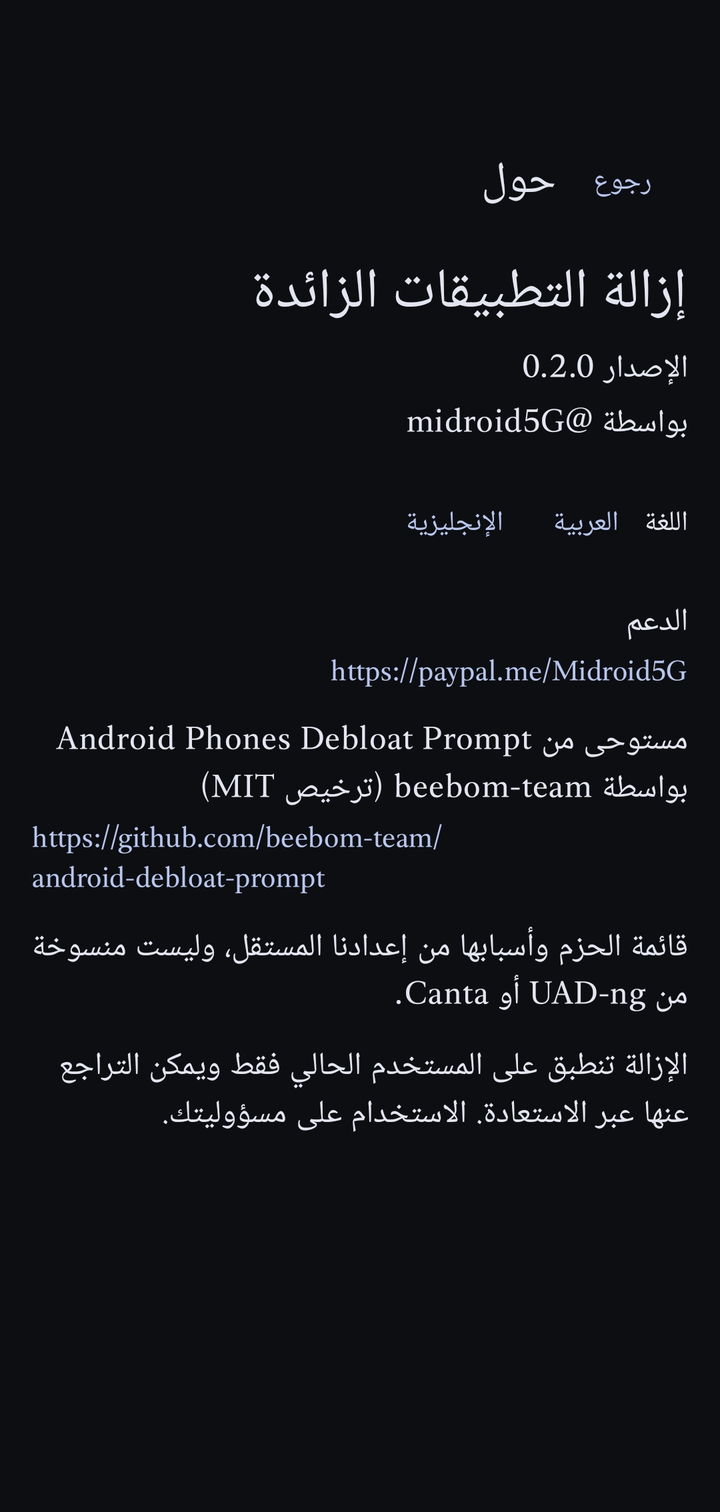 رجوع حول
إزالة التطبيقات الزائدة
الإصدار 0.2.0
بواسطة @midroid5G
اللغة العربية الإنجليزية
الدعم
https://paypal.me/Midroid5G
مستوحى من Android Phones Debloat Prompt
بواسطة beebom-team (ترخيص MIT)
https://github.com/beebom-team/
android-debloat-prompt
قائمة الحزم وأسبابها من إعدادنا المستقل، وليست منسوخة
من UAD-ng أو Canta.
الإزالة تنطبق على المستخدم الحالي فقط ويمكن التراجع
عنها عبر الاستعادة. الاستخدام على مسؤوليتك.